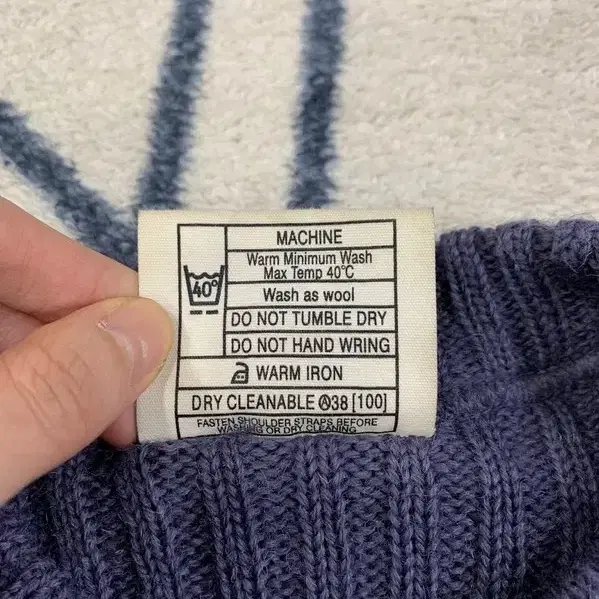 MACHINE
Warm Minimum Wash
Max Temp 40°C
40°
Wash as wool
DO NOT TUMBLE DRY
DO NOT HAND WRING
WARM IRON
DRY CLEANABLE Ⓐ38 [100]
FASTEN SHOULDER STRAPS BEFORE
WASHING OR DRY CLEANING